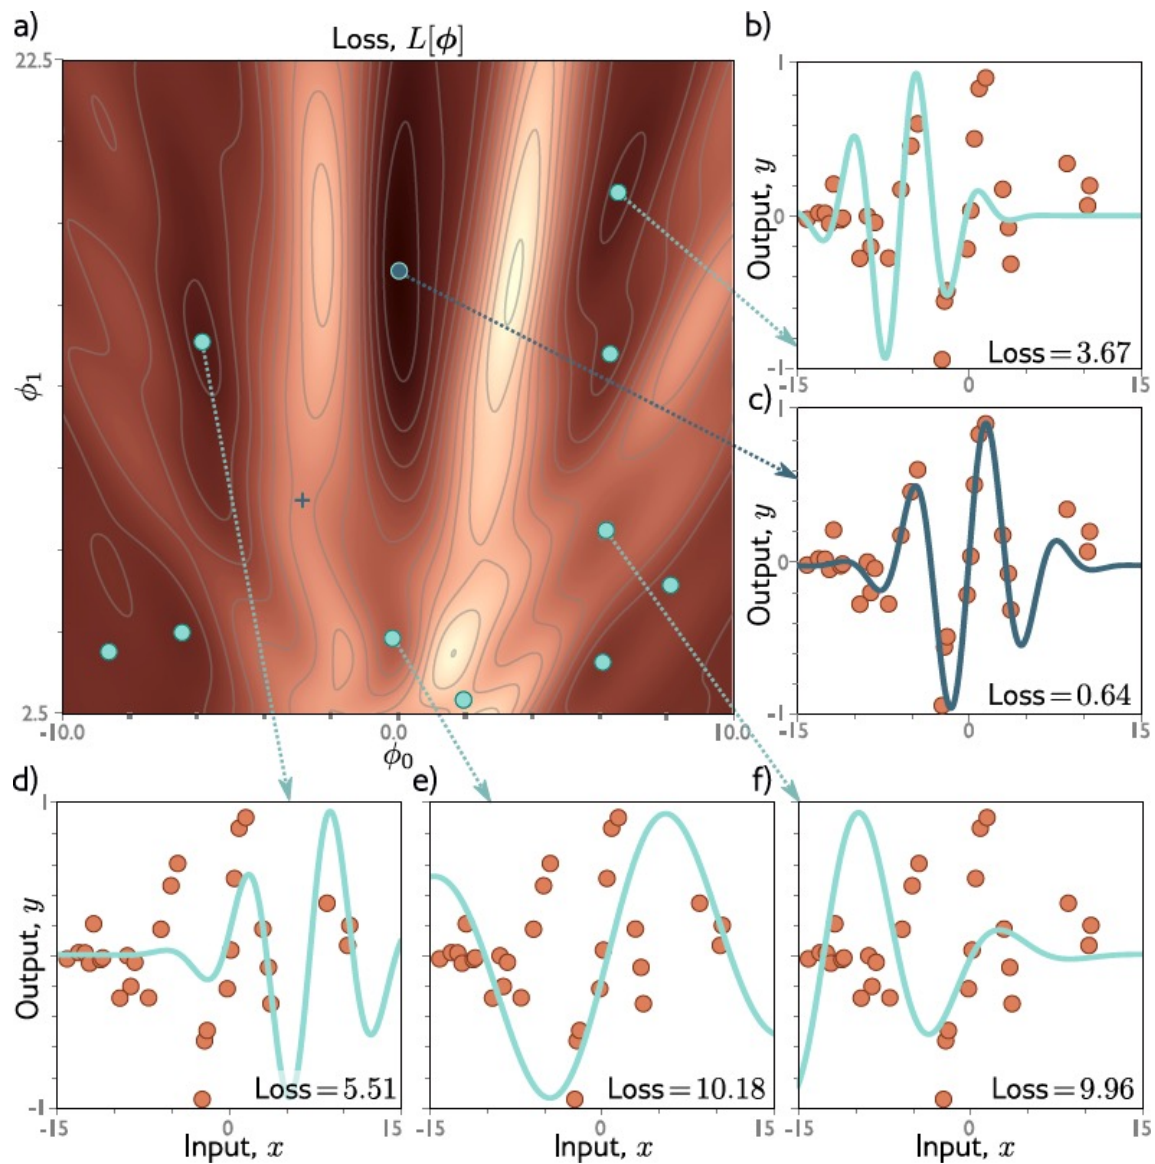 a)
Loss, L[ϕ]
22.5
ϕ₁
2.5
-10.0
0.0
10.0
ϕ₀
b)
1
Output, y
0
-1
Loss=3.67
-15
0
15
c)
1
Output, y
0
-1
Loss=0.64
-15
0
15
d)
1
Output, y
0
-1
Loss=5.51
-15
0
15
Input, x
e)
Loss=10.18
-15
0
15
Input, x
f)
Loss=9.96
-15
0
15
Input, x